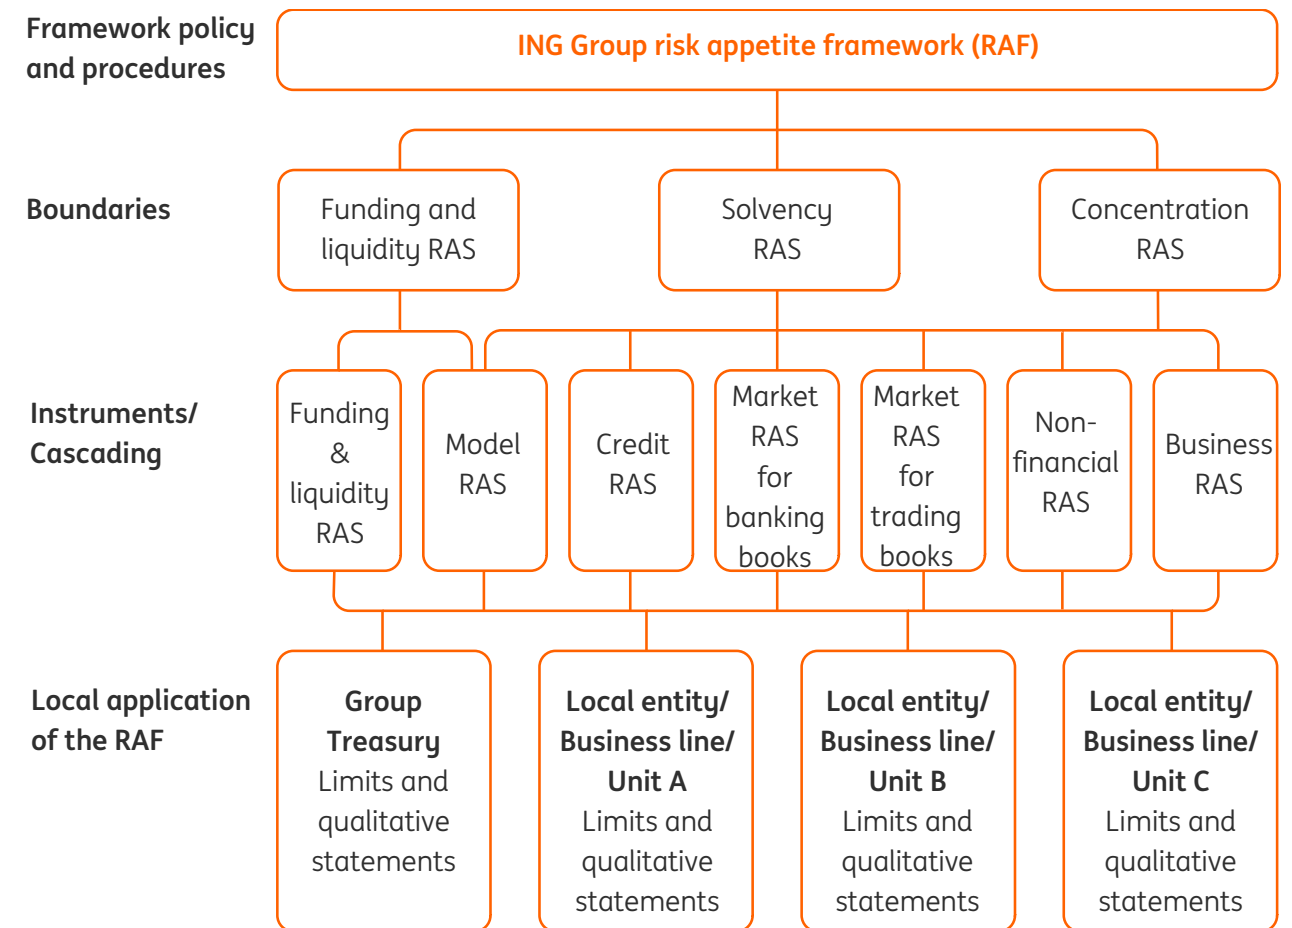 Framework policy
and procedures
ING Group risk appetite framework (RAF)
Boundaries
Funding and
liquidity RAS
Solvency
RAS
Concentration
RAS
Instruments/
Cascading
Funding
&
liquidity
RAS
Model
RAS
Credit
RAS
Market
RAS
for
banking
books
Market
RAS
for
trading
books
Non-
financial
RAS
Business
RAS
Local application
of the RAF
Group
Treasury
Limits and
qualitative
statements
Local entity/
Business line/
Unit A
Limits and
qualitative
statements
Local entity/
Business line/
Unit B
Limits and
qualitative
statements
Local entity/
Business line/
Unit C
Limits and
qualitative
statements